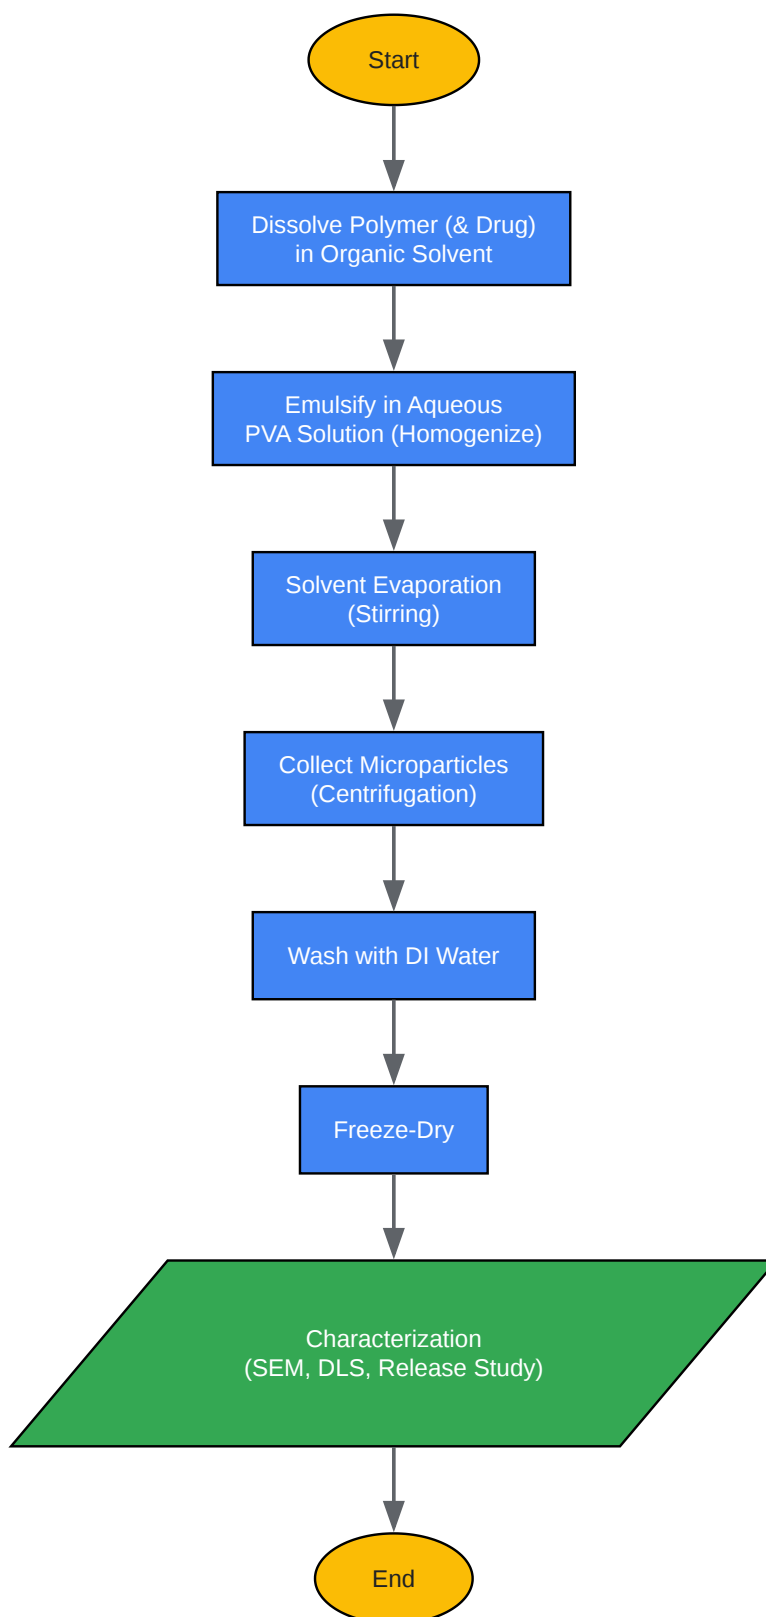 Start
Dissolve Polymer (& Drug)
in Organic Solvent
Emulsify in Aqueous
PVA Solution (Homogenize)
Solvent Evaporation
(Stirring)
Collect Microparticles
(Centrifugation)
Wash with DI Water
Freeze-Dry
Characterization
(SEM, DLS, Release Study)
End